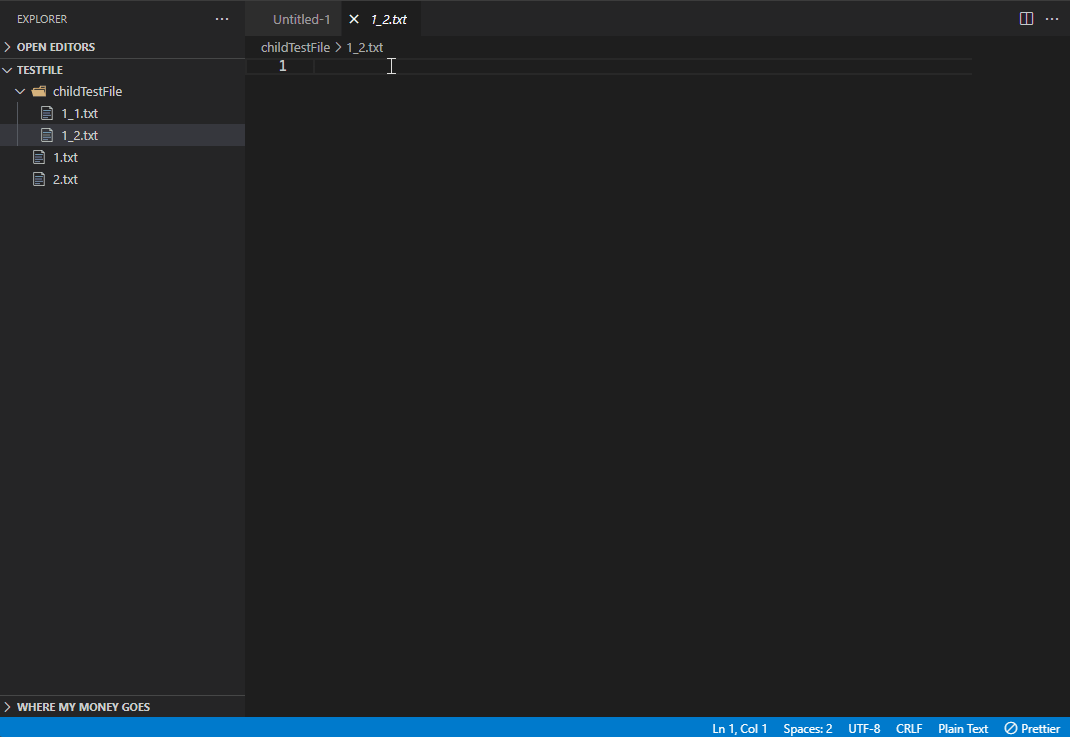 EXPLORER
Untitled-1
1_2.txt
OPEN EDITORS
childTestFile > 1_2.txt
TESTFILE
1
childTestFile
1_1.txt
1_2.txt
1.txt
2.txt
WHERE MY MONEY GOES
Ln 1, Col 1 Spaces: 2 UTF-8 CRLF Plain Text Prettier